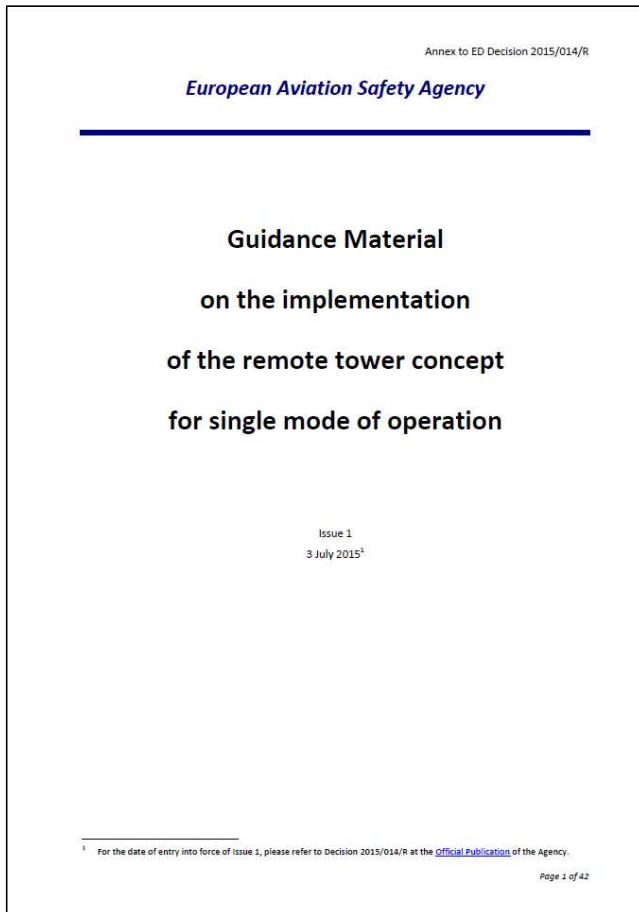 Annex to ED Decision 2015/014/R
European Aviation Safety Agency
Guidance Material
on the implementation
of the remote tower concept
for single mode of operation
Issue 1
3 July 2015¹
¹ For the date of entry into force of Issue 1, please refer to Decision 2015/014/R at the Official Publication of the Agency.
Page 1 of 42